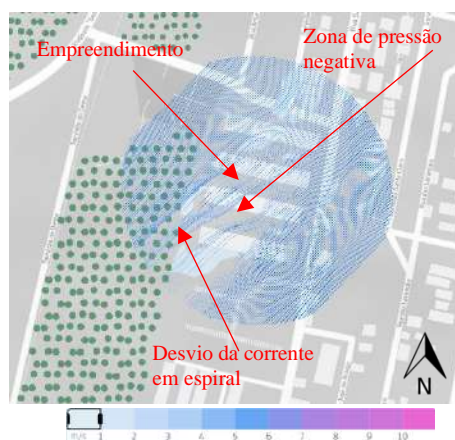 Empreendimento
Zona de pressão
negativa
Desvio da corrente
em espiral
N
m/s 1 2 3 4 5 6 7 8 9 10